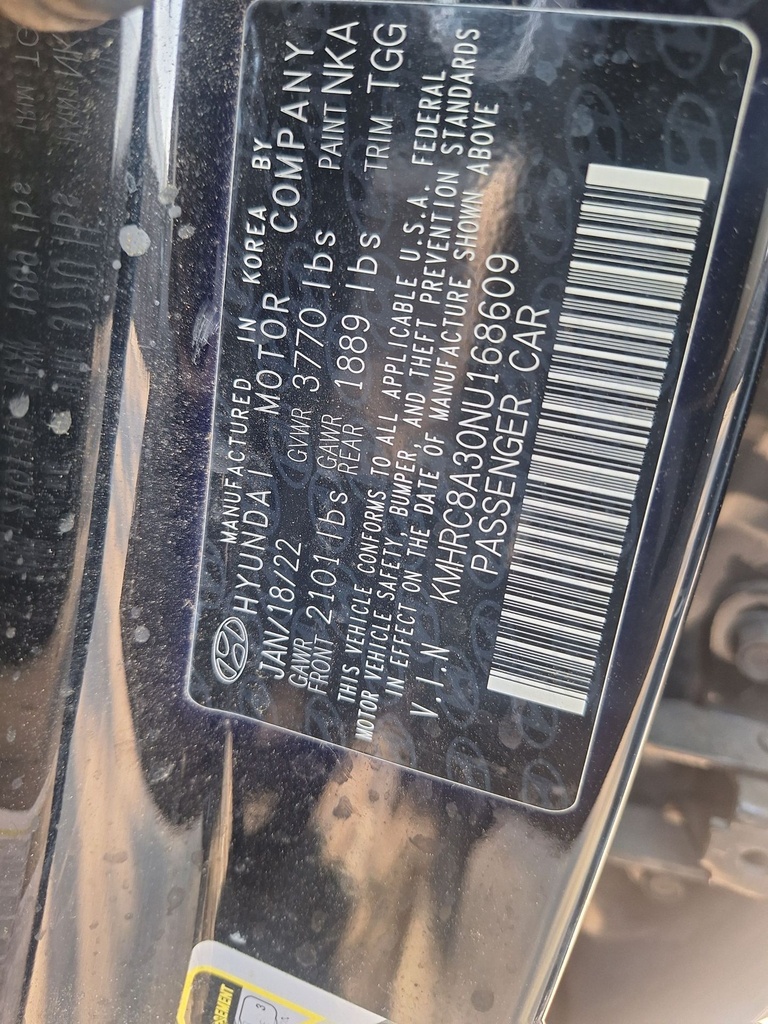 MANUFACTURED IN KOREA BY
HYUNDAI MOTOR COMPANY
JAN/18/22 GVWR 3770 lbs PAINT NKA
GAWR FRONT 2101 lbs GAWR REAR 1889 lbs TRIM TGG
THIS VEHICLE CONFORMS TO ALL APPLICABLE U.S.A. FEDERAL
MOTOR VEHICLE SAFETY, BUMPER, AND THEFT PREVENTION STANDARDS
IN EFFECT ON THE DATE OF MANUFACTURE SHOWN ABOVE
V.I.N KMHRC8A30NU168609
PASSENGER CAR